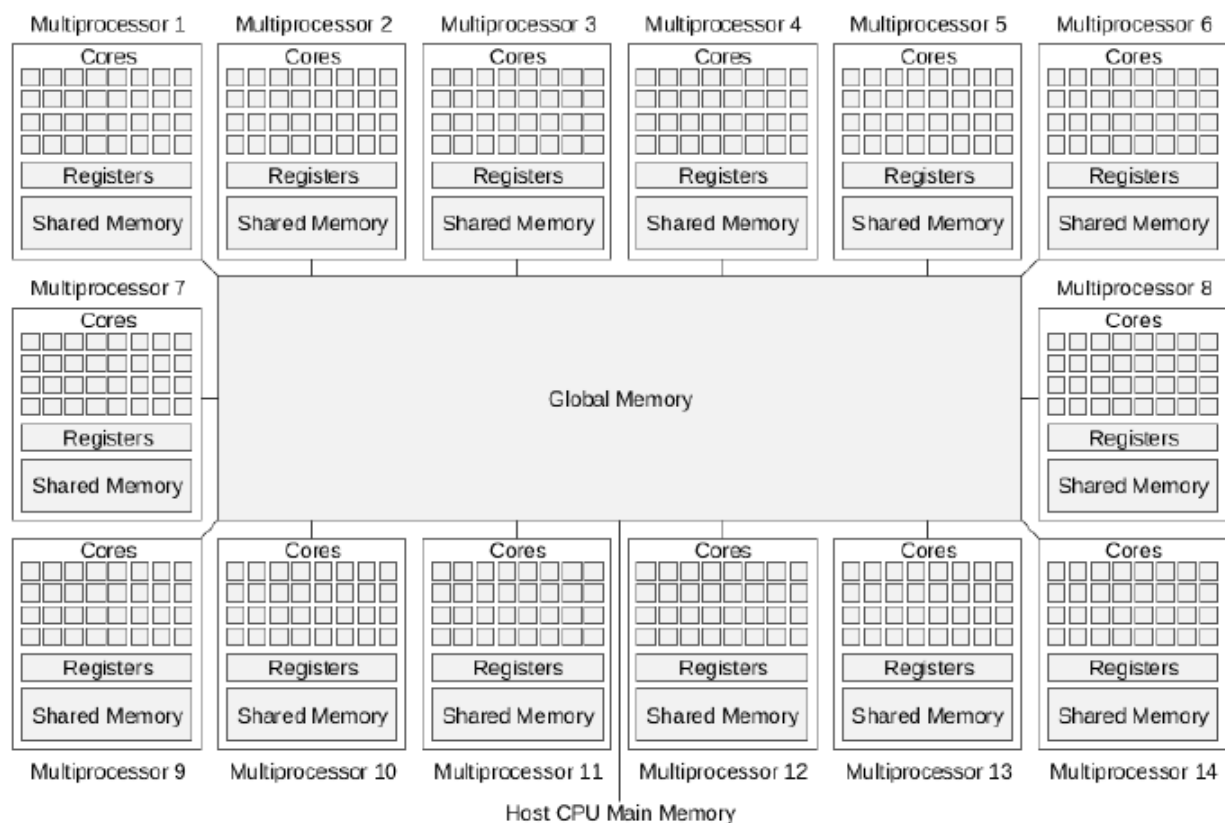 Multiprocessor 1 Multiprocessor 2 Multiprocessor 3 Multiprocessor 4 Multiprocessor 5 Multiprocessor 6
Cores Cores Cores Cores Cores Cores
Registers Registers Registers Registers Registers Registers
Shared Memory Shared Memory Shared Memory Shared Memory Shared Memory Shared Memory
Multiprocessor 7 Multiprocessor 8
Cores Cores
Global Memory
Registers Registers
Shared Memory Shared Memory
Cores Cores Cores Cores Cores Cores
Registers Registers Registers Registers Registers Registers
Shared Memory Shared Memory Shared Memory Shared Memory Shared Memory Shared Memory
Multiprocessor 9 Multiprocessor 10 Multiprocessor 11 Multiprocessor 12 Multiprocessor 13 Multiprocessor 14
Host CPU Main Memory